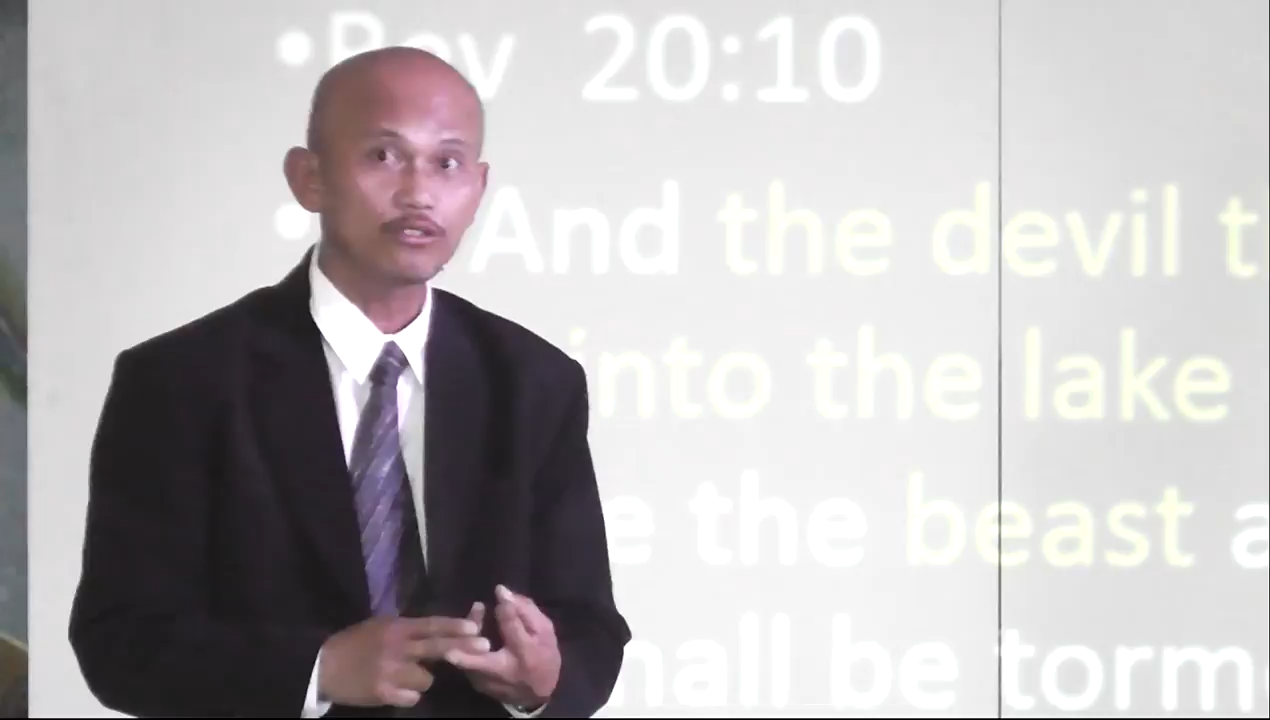 • Rev 20:10
• And the devil
into the lake
the beast
be